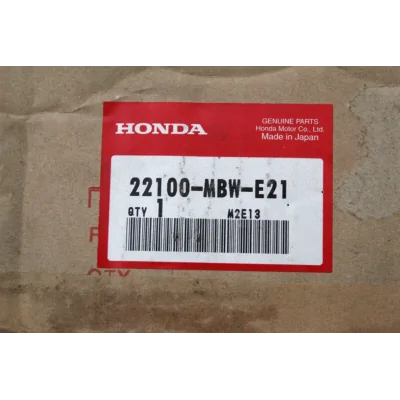 GENUINE PARTS
Honda Motor Co., Ltd.
Made in Japan
HONDA
22100-MBW-E21
QTY 1 M2E13